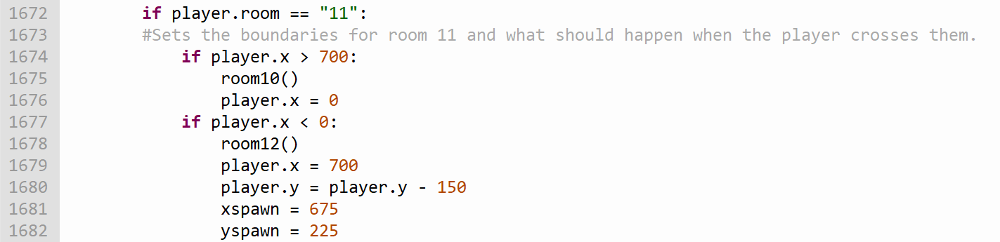 1672 if player.room == "11":
1673 #Sets the boundaries for room 11 and what should happen when the player crosses them.
1674 if player.x > 700:
1675 room10()
1676 player.x = 0
1677 if player.x < 0:
1678 room12()
1679 player.x = 700
1680 player.y = player.y - 150
1681 xspawn = 675
1682 yspawn = 225